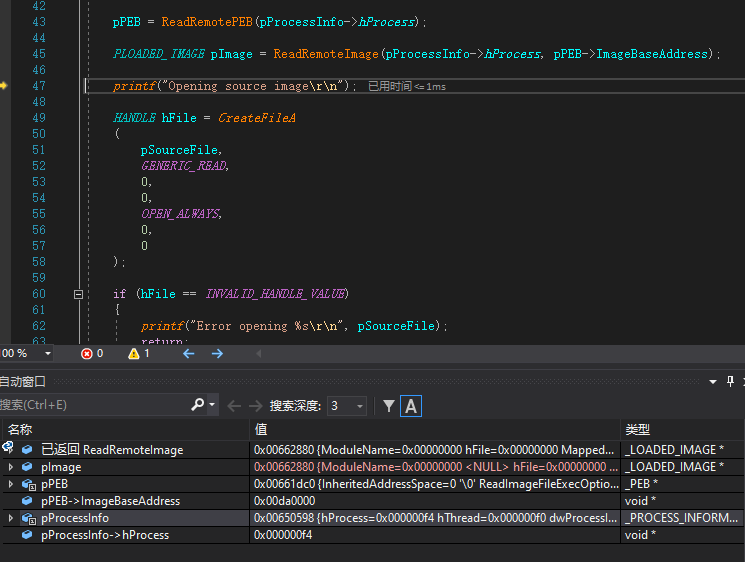 42
43 pPEB = ReadRemotePEB(pProcessInfo->hProcess);
44
45 PLOADED_IMAGE pImage = ReadRemoteImage(pProcessInfo->hProcess, pPEB->ImageBaseAddress);
46
47 printf("Opening source image\r\n"); 已用时间<=1ms
48
49 HANDLE hFile = CreateFileA
50 (
51 pSourceFile,
52 GENERIC_READ,
53 0,
54 0,
55 OPEN_ALWAYS,
56 0,
57 0
58 );
59
60 if (hFile == INVALID_HANDLE_VALUE)
61 {
62 printf("Error opening %s\r\n", pSourceFile);
63 return;
00 % 0 1
自动窗口
搜索(Ctrl+E) 搜索深度: 3 A
名称 值 类型
已返回 ReadRemoteImage 0x00662880 {ModuleName=0x00000000 hFile=0x00000000 Mapped... _LOADED_IMAGE *
pImage 0x00662880 {ModuleName=0x00000000 <NULL> hFile=0x00000000 ... _LOADED_IMAGE *
pPEB 0x00661dc0 {InheritedAddressSpace=0 '\0' ReadImageFileExecOptio... _PEB *
pPEB->ImageBaseAddress 0x00da0000 void *
pProcessInfo 0x00650598 {hProcess=0x000000f4 hThread=0x000000f0 dwProcessI... _PROCESS_INFORM...
pProcessInfo->hProcess 0x000000f4 void *